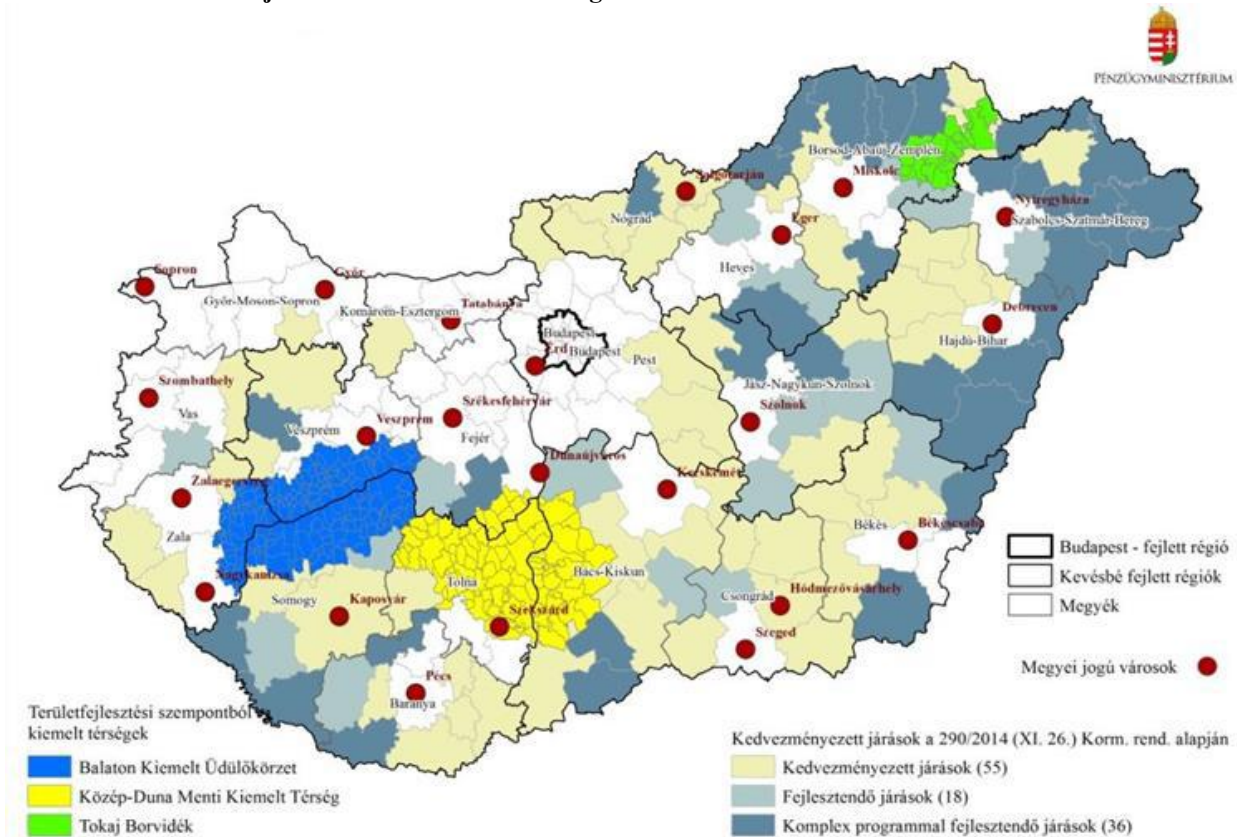 PÉNZÜGYMINISZTÉRIUM
Borsod-Abaúj-Zemplén
Salgótarján
Miskolc
Nógrád
Eger
Nyíregyháza
Szabolcs-Szatmár-Bereg
Heves
Sopron
Győr
Győr-Moson-Sopron
Komárom-Esztergom
Tatabánya
Debrecen
Hajdú-Bihar
Budapest
Érd
Budapest
Pest
Jász-Nagykun-Szolnok
Szombathely
Vas
Veszprém
Veszprém
Székesfehérvár
Fejér
Szolnok
Dunaújváros
Kecskemét
Zalaegerszeg
Zala
Békés
Békéscsaba
Nagykanizsa
Somogy
Kaposvár
Tolna
Szekszárd
Bács-Kiskun
Csongrád
Hódmezővásárhely
Szeged
Pécs
Baranya
Budapest - fejlett régió
Kevésbé fejlett régiók
Megyék
Megyei jogú városok
Területfejlesztési szempontból
kiemelt térségek
Balaton Kiemelt Üdülőkörzet
Közép-Duna Menti Kiemelt Térség
Tokaj Borvidék
Kedvezményezett járások a 290/2014 (XI. 26.) Korm. rend. alapján
Kedvezményezett járások (55)
Fejlesztendő járások (18)
Komplex programmal fejlesztendő járások (36)